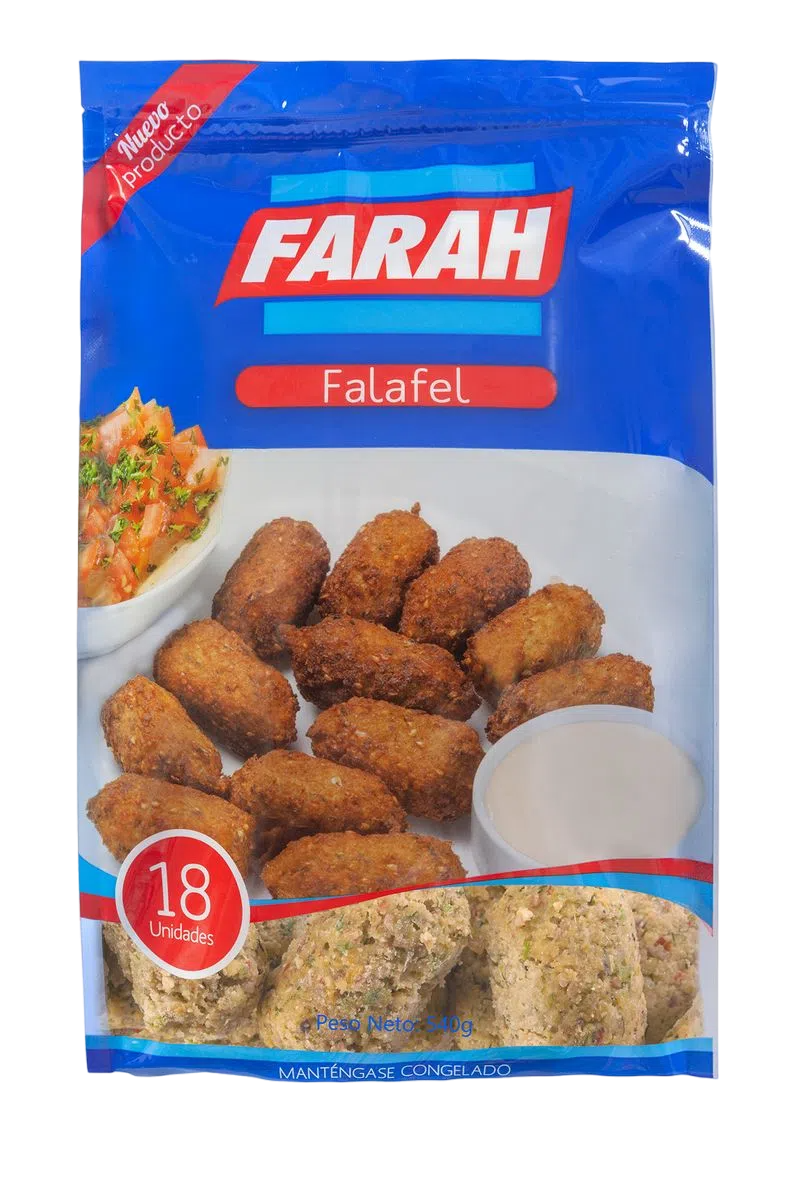 Nuevo
producto
FARAH
Falafel
18
Unidades
Peso Neto: 540g
MANTÉNGASE CONGELADO